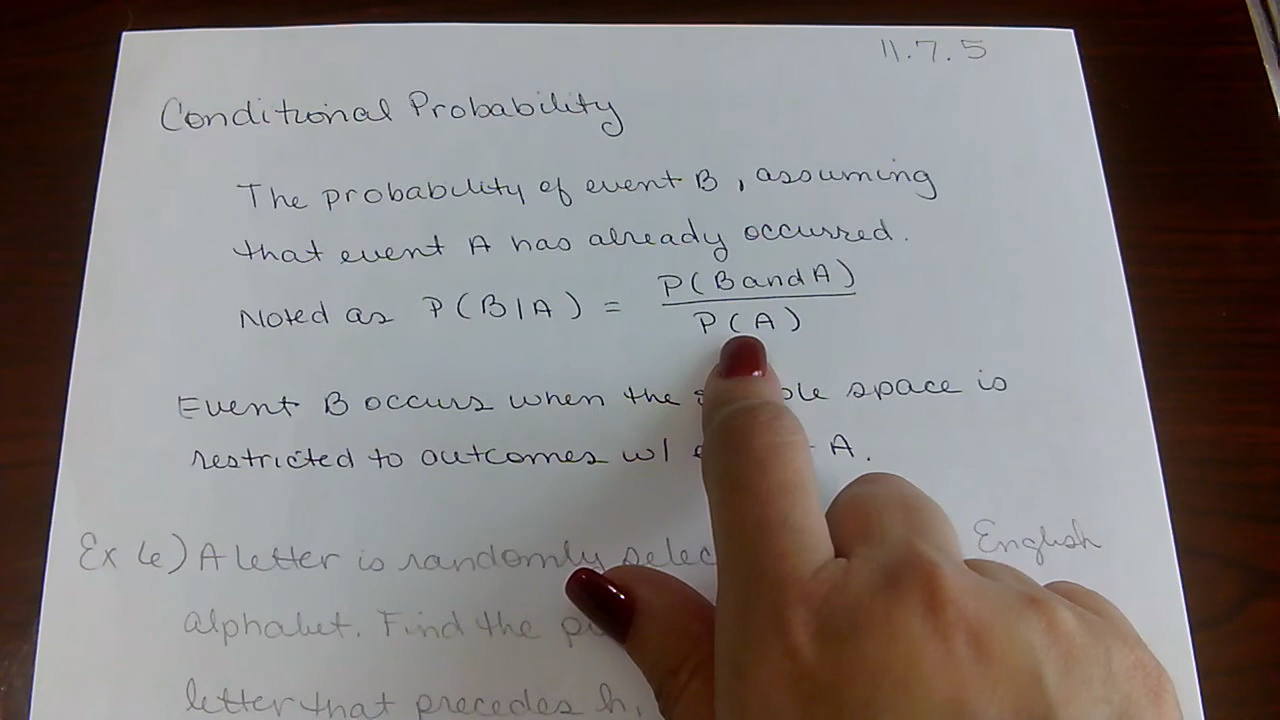 11.7.5
Conditional Probability
The probability of event B, assuming
that event A has already occurred.
Noted as P(B|A) = P(B and A) / P(A)
Event B occurs when the space is
restricted to outcomes w/ A.
Ex 6) A letter is randomly English
alphabet. Find the
letter that precedes h,